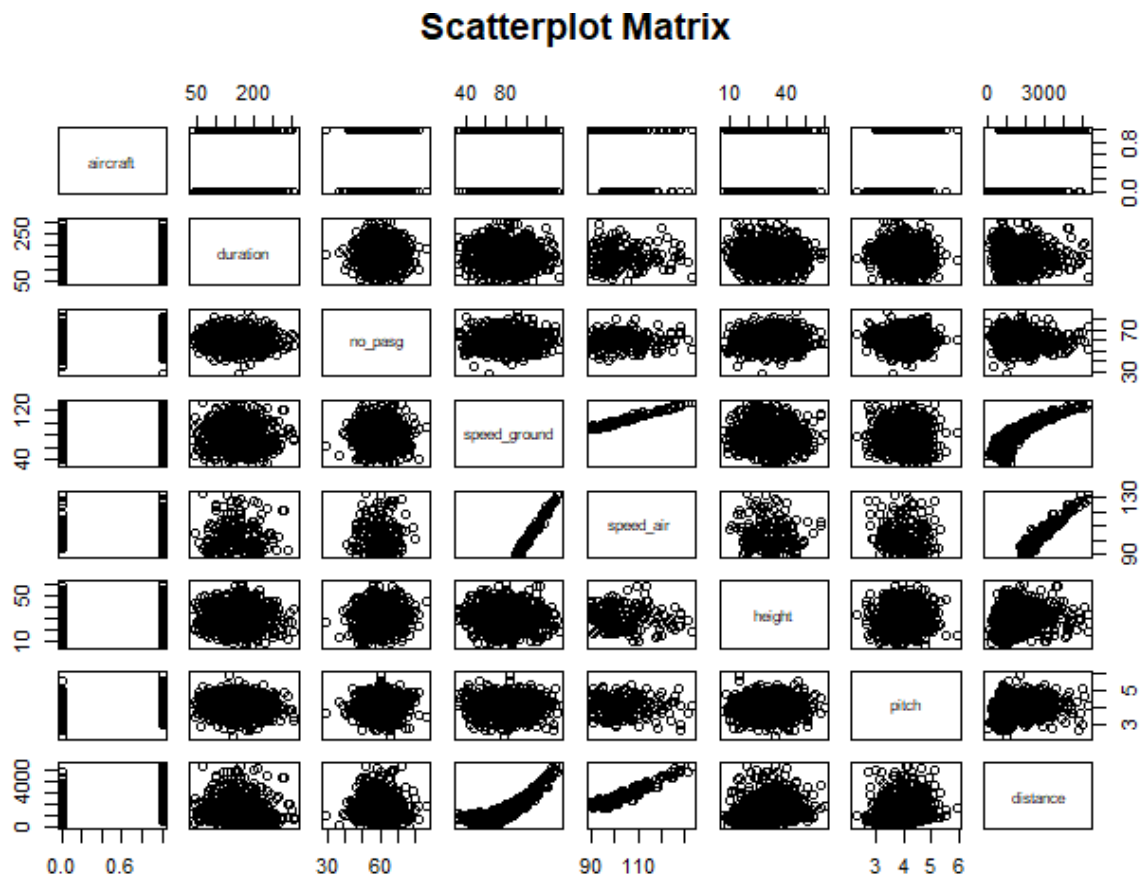 Scatterplot Matrix
50 200
40 80
10 40
0 3000
aircraft
0.0 0.8
duration
50 250
no_pasg
30 70
speed_ground
40 120
speed_air
90 130
height
10 50
pitch
3 5
distance
0 4000
0.0 0.6
30 60
90 110
3 4 5 6